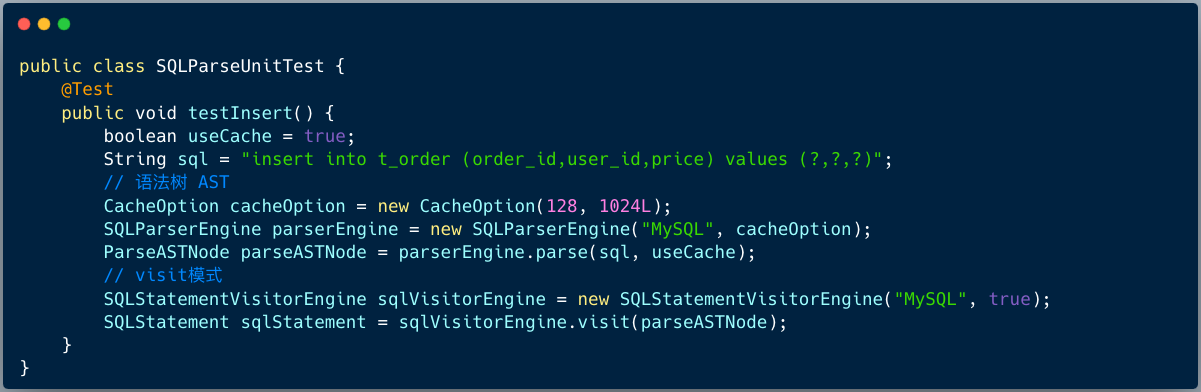 public class SQLParseUnitTest {
    @Test
    public void testInsert() {
        boolean useCache = true;
        String sql = "insert into t_order (order_id,user_id,price) values (?,?,?)";
        // 语法树 AST
        CacheOption cacheOption = new CacheOption(128, 1024L);
        SQLParserEngine parserEngine = new SQLParserEngine("MySQL", cacheOption);
        ParseASTNode parseASTNode = parserEngine.parse(sql, useCache);
        // visit模式
        SQLStatementVisitorEngine sqlVisitorEngine = new SQLStatementVisitorEngine("MySQL", true);
        SQLStatement sqlStatement = sqlVisitorEngine.visit(parseASTNode);
    }
}